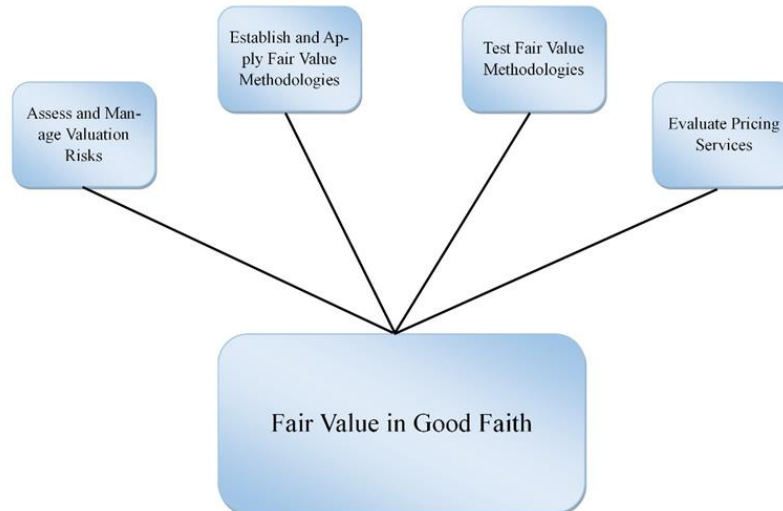 Establish and Ap-
ply Fair Value
Methodologies
Test Fair Value
Methodologies
Assess and Man-
age Valuation
Risks
Evaluate Pricing
Services
Fair Value in Good Faith